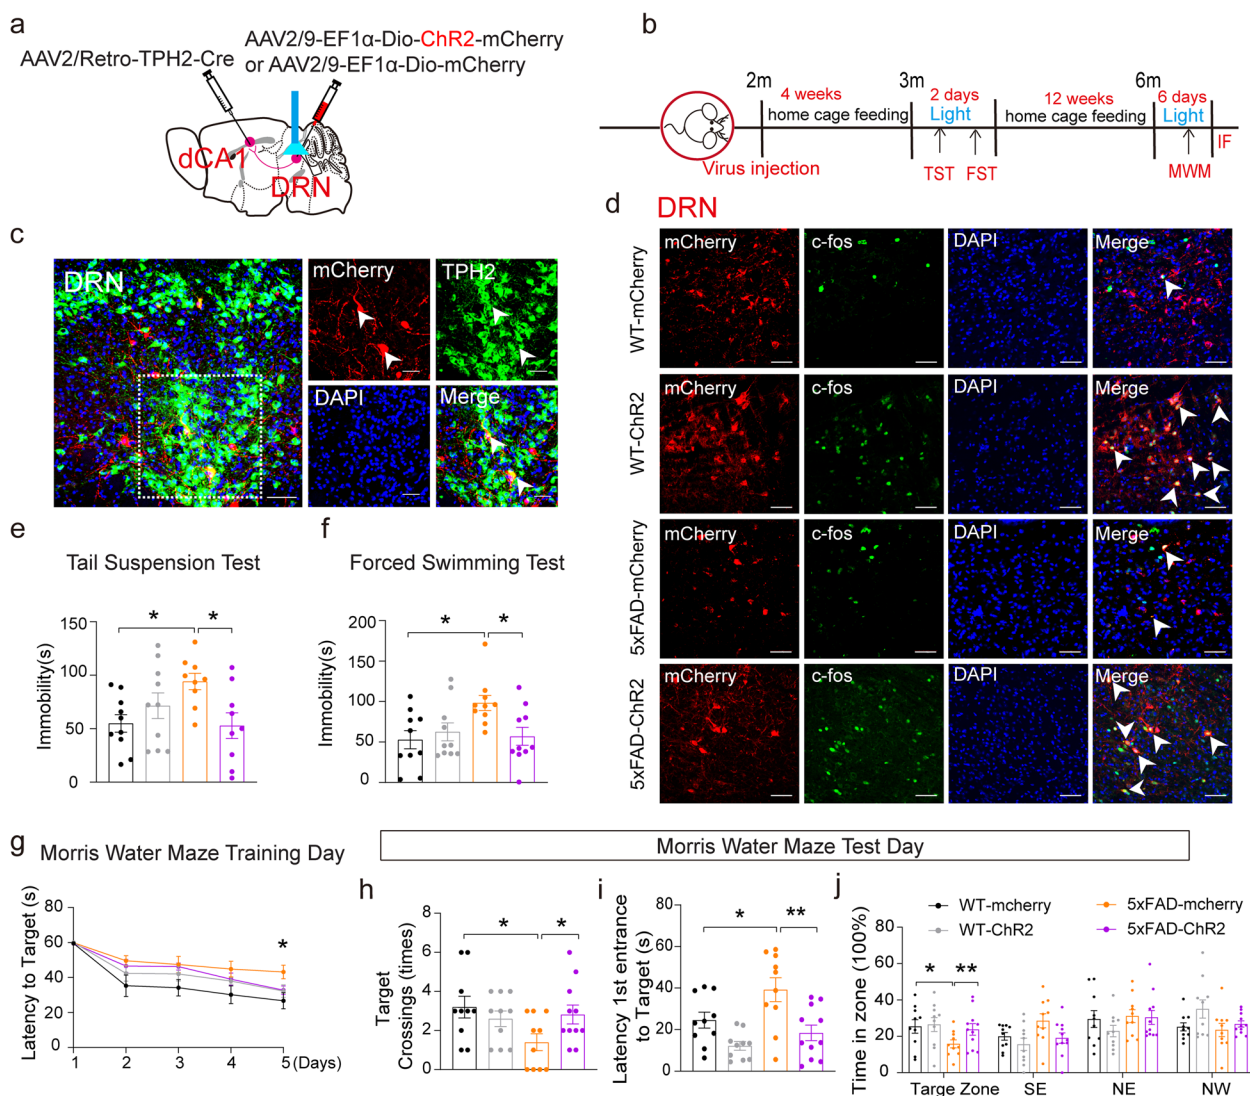 a
AAV2/Retro-TPH2-Cre
AAV2/9-EF1α-Dio-ChR2-mCherry
or AAV2/9-EF1α-Dio-mCherry
dCA1
DRN
b
2m
3m
6m
4 weeks
2 days
12 weeks
6 days
home cage feeding
Light
home cage feeding
Light
Virus injection
TST
FST
MWM
IF
c
DRN
mCherry
TPH2
DAPI
Merge
d
DRN
WT-mCherry
mCherry
c-fos
DAPI
Merge
WT-ChR2
mCherry
c-fos
DAPI
Merge
5xFAD-mCherry
mCherry
c-fos
DAPI
Merge
5xFAD-ChR2
mCherry
c-fos
DAPI
Merge
e
Tail Suspension Test
Immobility(s)
150
100
50
0
*
*
f
Forced Swimming Test
Immobility(s)
200
150
100
50
0
*
*
g
Morris Water Maze Training Day
Latency to Target (s)
80
60
40
20
0
*
1
2
3
4
5
(Days)
Morris Water Maze Test Day
h
Target
Crossings (times)
8
6
4
2
0
*
*
i
Latency 1st entrance
to Target (s)
80
60
40
20
0
*
**
j
WT-mcherry
WT-ChR2
5xFAD-mcherry
5xFAD-ChR2
Time in zone (100%)
80
60
40
20
0
*
**
Targe Zone
SE
NE
NW